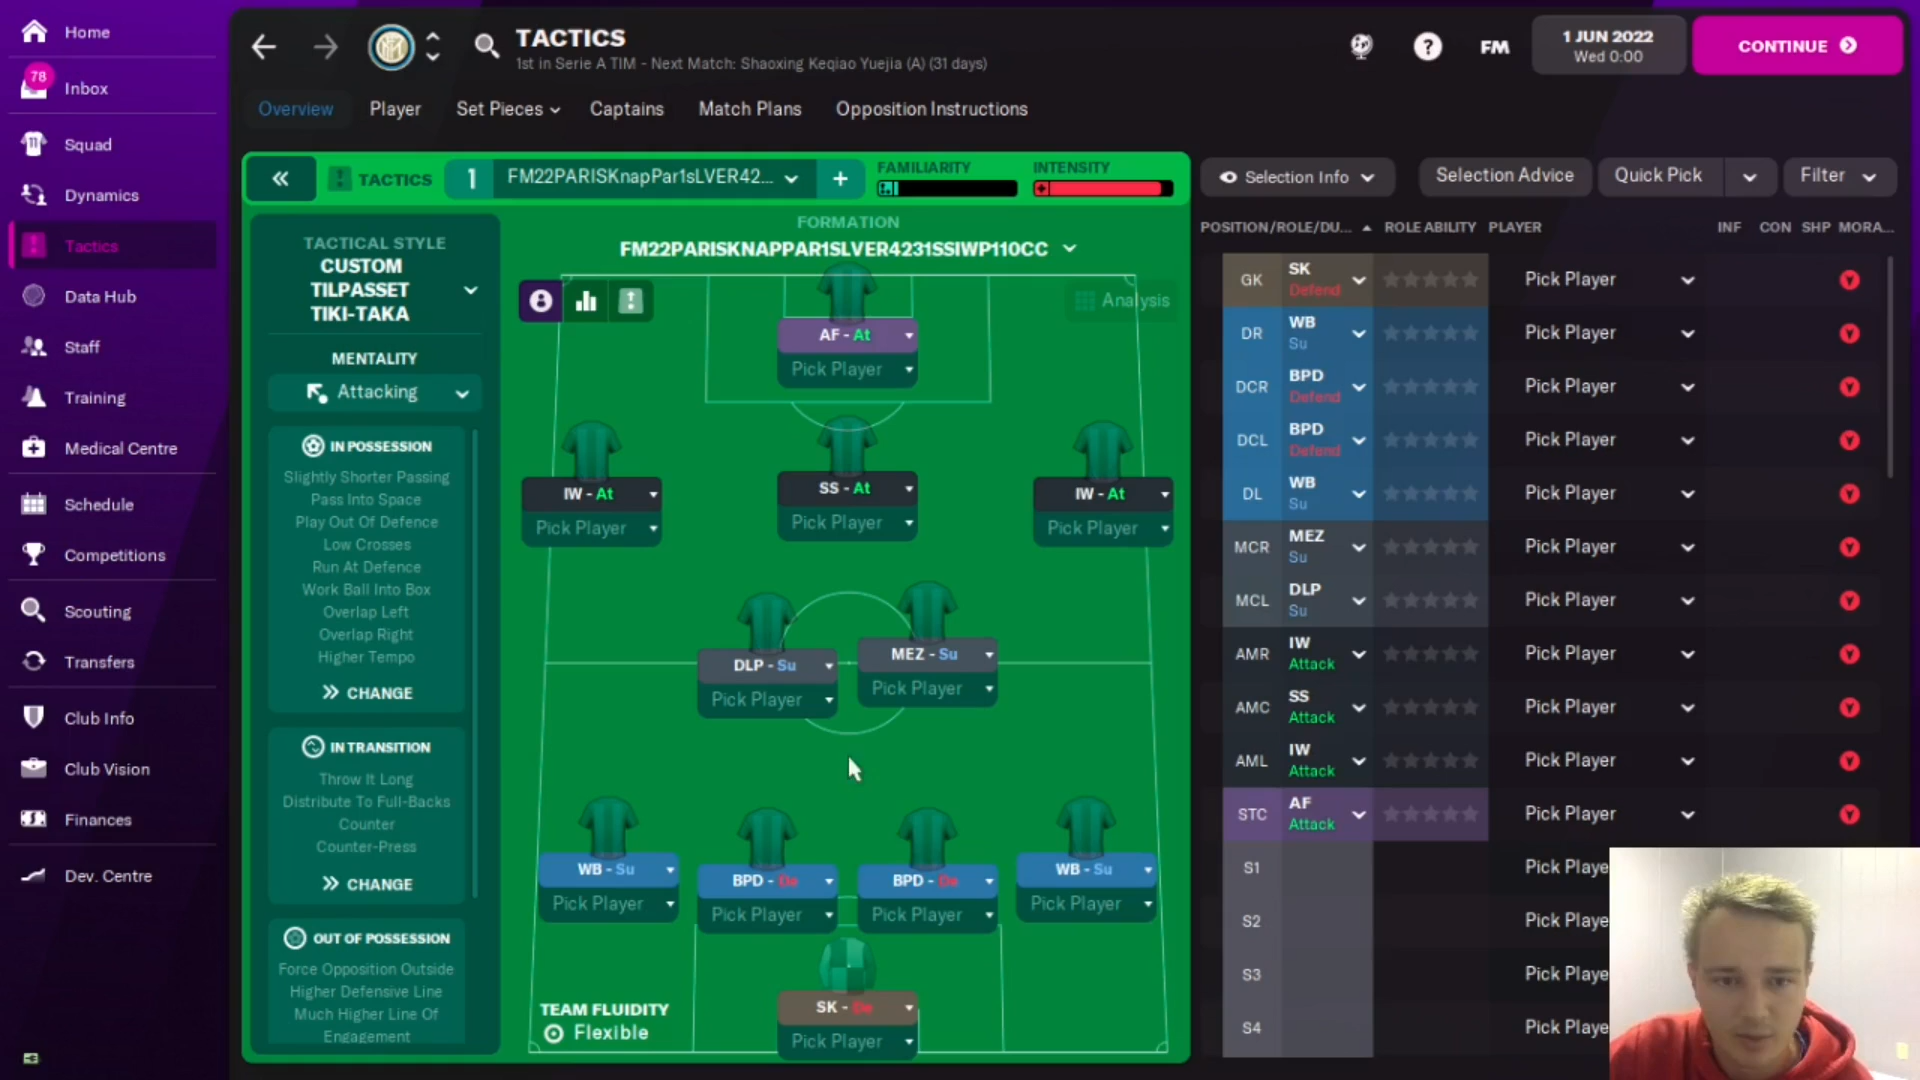 Home
78
Inbox
Squad
Dynamics
Tactics
Data Hub
Staff
Training
Medical Centre
Schedule
Competitions
Scouting
Transfers
Club Info
Club Vision
Finances
Dev. Centre
TACTICS
1st in Serie A TIM - Next Match: Shaoxing Keqiao Yuejia (A) (31 days)
?
FM
1 JUN 2022
Wed 0:00
CONTINUE
Overview
Player
Set Pieces
Captains
Match Plans
Opposition Instructions
TACTICS
1
FM22PARISKnapPar1sLVER42...
+
FAMILIARITY
INTENSITY
TACTICAL STYLE
CUSTOM
TILPASSET
TIKI-TAKA
MENTALITY
Attacking
IN POSSESSION
Slightly Shorter Passing
Pass Into Space
Play Out Of Defence
Low Crosses
Run At Defence
Work Ball Into Box
Overlap Left
Overlap Right
Higher Tempo
CHANGE
IN TRANSITION
Throw It Long
Distribute To Full-Backs
Counter
Counter-Press
CHANGE
OUT OF POSSESSION
Force Opposition Outside
Higher Defensive Line
Much Higher Line Of
Engagement
FORMATION
FM22PARISKNAPPAR1SLVER4231SSIWP110CC
Analysis
AF - At
Pick Player
IW - At
Pick Player
SS - At
Pick Player
IW - At
Pick Player
DLP - Su
Pick Player
MEZ - Su
Pick Player
WB - Su
Pick Player
BPD - De
Pick Player
BPD - De
Pick Player
WB - Su
Pick Player
SK - De
Pick Player
TEAM FLUIDITY
Flexible
Selection Info
Selection Advice
Quick Pick
Filter
POSITION/ROLE/DU... ROLE ABILITY PLAYER INF CON SHP MORA...
GK SK Defend Pick Player
DR WB Su Pick Player
DCR BPD Defend Pick Player
DCL BPD Defend Pick Player
DL WB Su Pick Player
MCR MEZ Su Pick Player
MCL DLP Su Pick Player
AMR IW Attack Pick Player
AMC SS Attack Pick Player
AML IW Attack Pick Player
STC AF Attack Pick Player
S1 Pick Playe
S2 Pick Playe
S3 Pick Playe
S4 Pick Playe